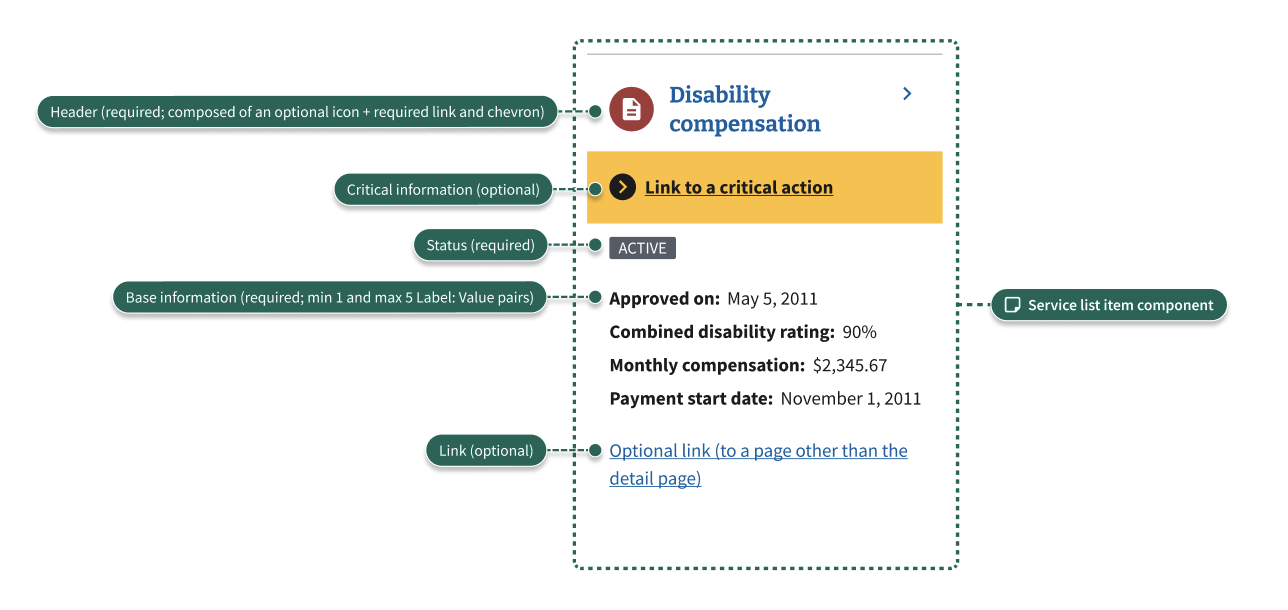 Header (required; composed of an optional icon + required link and chevron)
Disability
compensation
Critical information (optional)
Link to a critical action
Status (required)
ACTIVE
Base information (required; min 1 and max 5 Label: Value pairs)
Approved on: May 5, 2011
Service list item component
Combined disability rating: 90%
Monthly compensation: $2,345.67
Payment start date: November 1, 2011
Link (optional)
Optional link (to a page other than the
detail page)